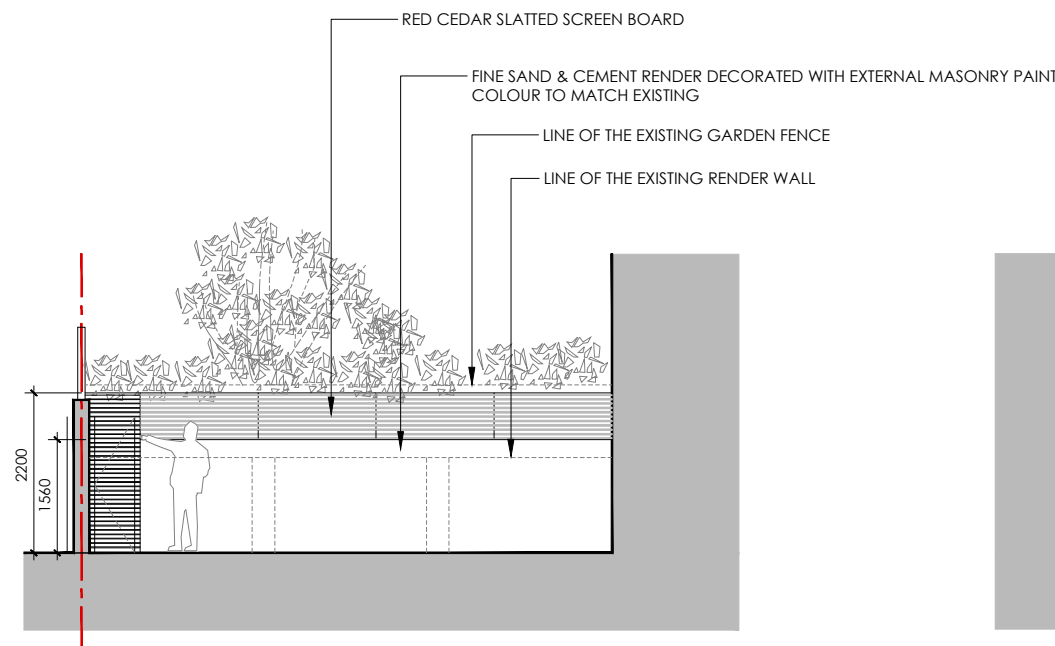 RED CEDAR SLATTED SCREEN BOARD
FINE SAND & CEMENT RENDER DECORATED WITH EXTERNAL MASONRY PAINT
COLOUR TO MATCH EXISTING
LINE OF THE EXISTING GARDEN FENCE
LINE OF THE EXISTING RENDER WALL
2200
1560